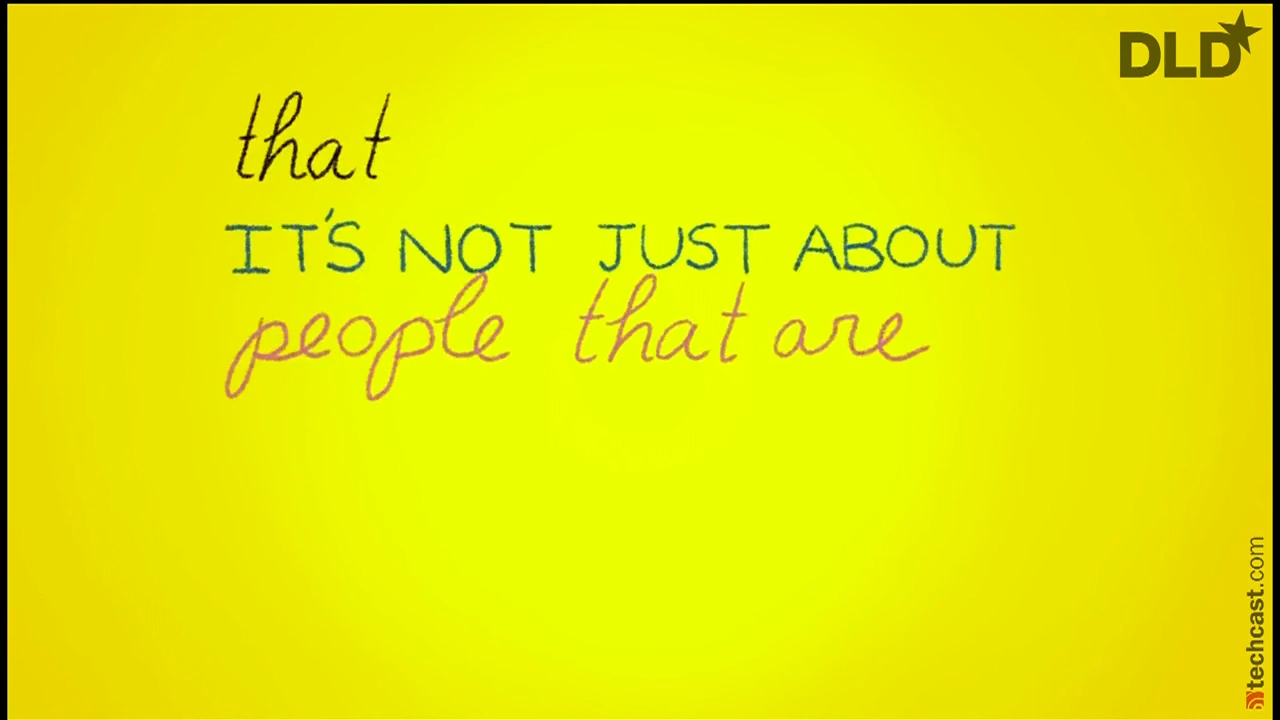 DLD
that
IT'S NOT JUST ABOUT
people that are
techcast.com